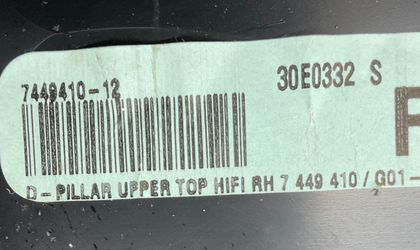 30E0332 S
7449410-12
D-PILLAR UPPER TOP HIFI RH 7 449 410 / G01-